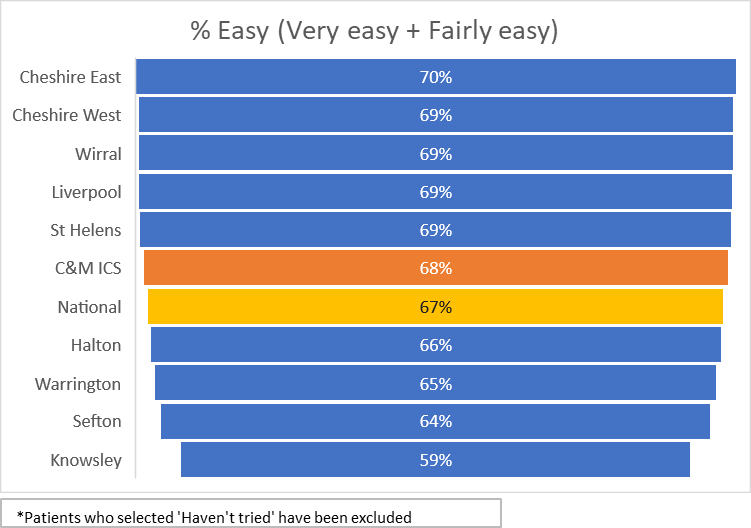 % Easy (Very easy + Fairly easy)
Cheshire East 70%
Cheshire West 69%
Wirral 69%
Liverpool 69%
St Helens 69%
C&M ICS 68%
National 67%
Halton 66%
Warrington 65%
Sefton 64%
Knowsley 59%
*Patients who selected 'Haven't tried' have been excluded